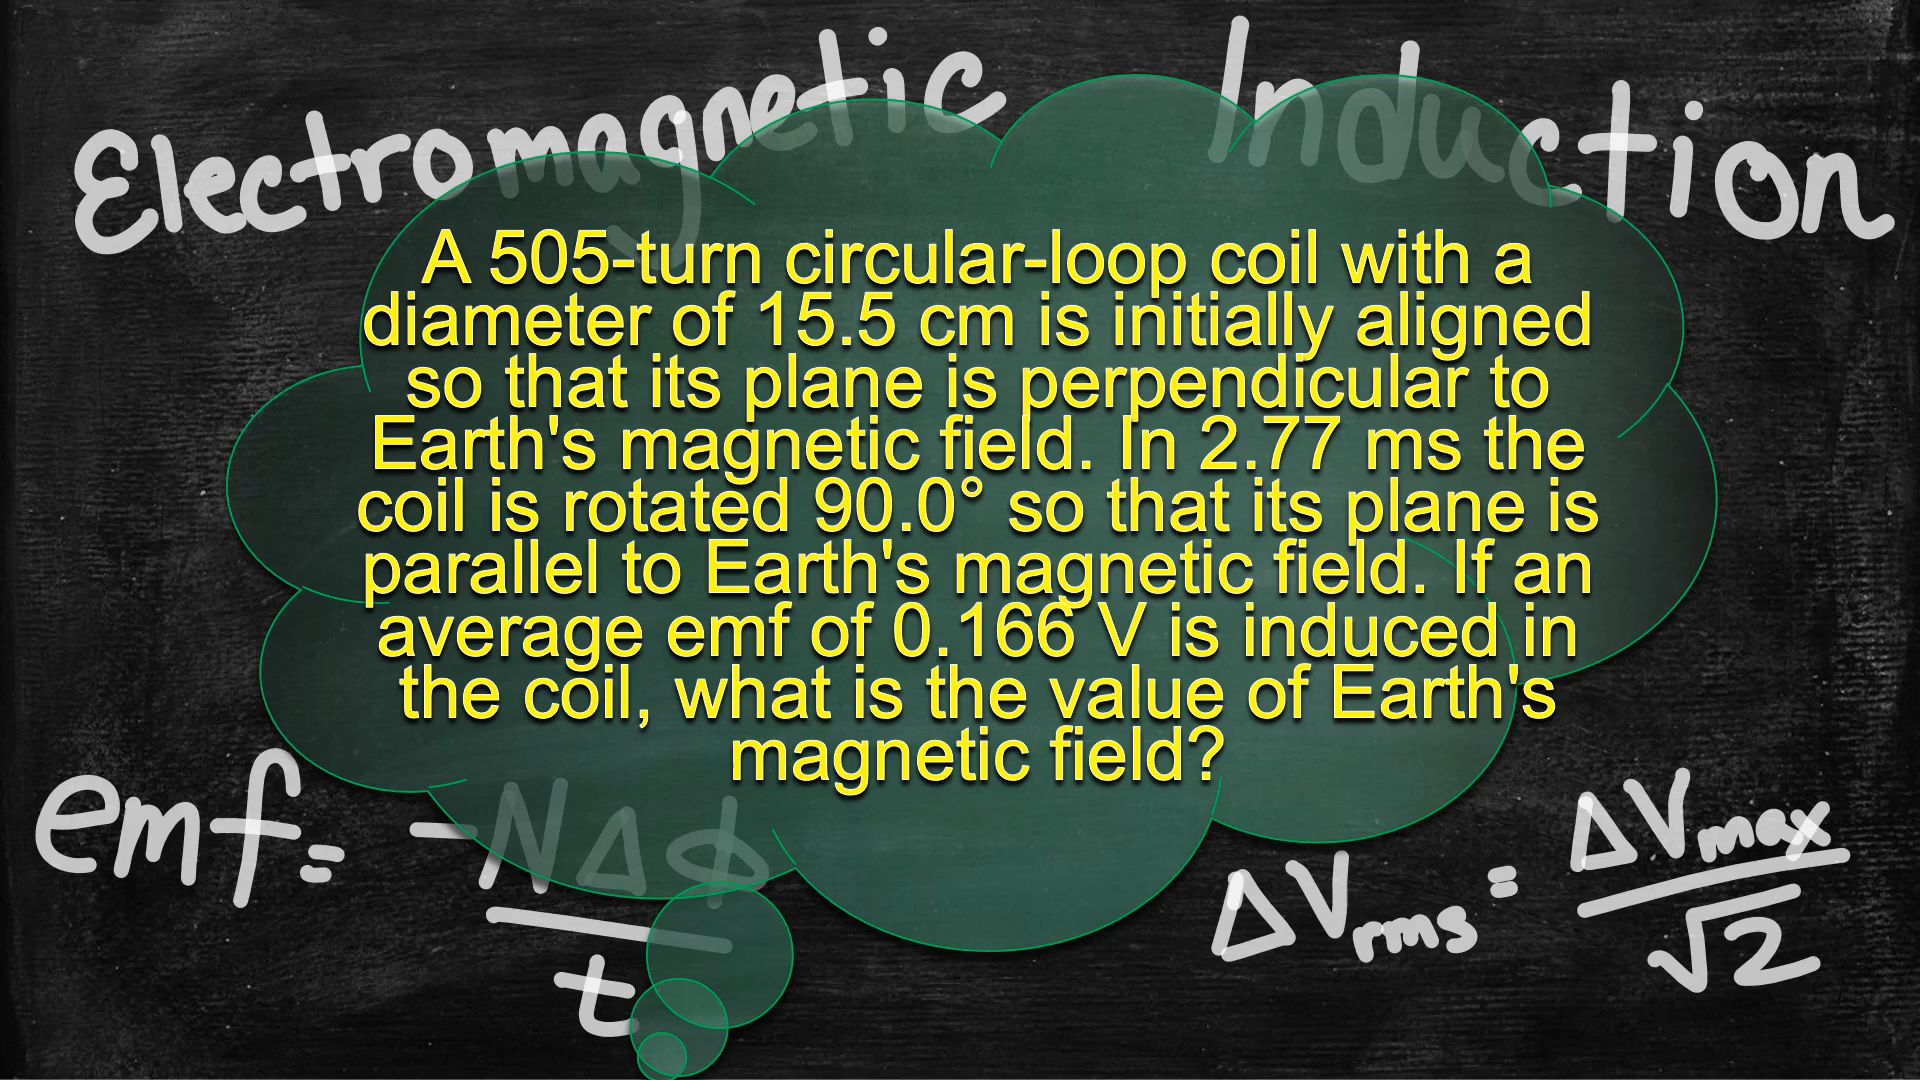 Electromagnetic Induction
A 505-turn circular-loop coil with a
diameter of 15.5 cm is initially aligned
so that its plane is perpendicular to
Earth's magnetic field. In 2.77 ms the
coil is rotated 90.0° so that its plane is
parallel to Earth's magnetic field. If an
average emf of 0.166 V is induced in
the coil, what is the value of Earth's
magnetic field?
emf = -NΔϕ
t
ΔVrms = ΔVmax
√2